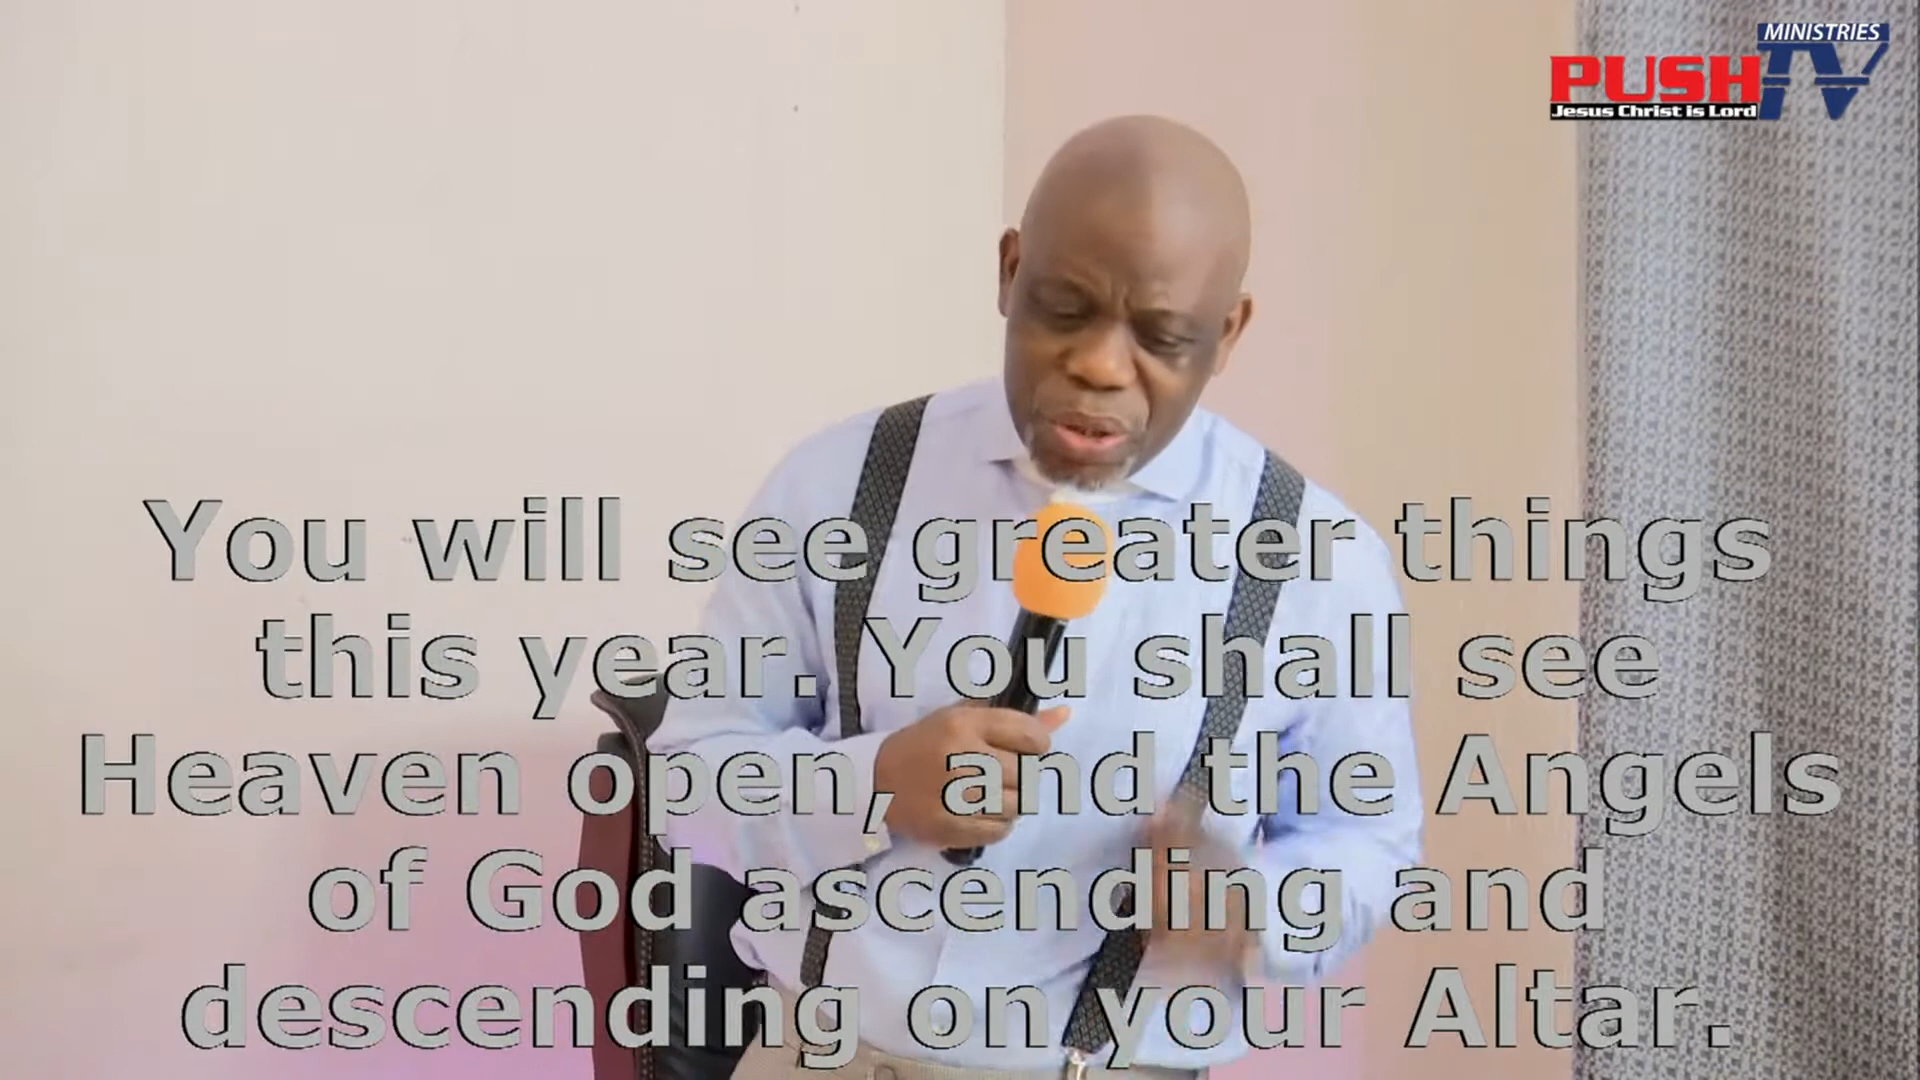 MINISTRIES
PUSH TV
Jesus Christ is Lord
You will see greater things
this year. You shall see
Heaven open, and the Angels
of God ascending and
descending on your Altar.